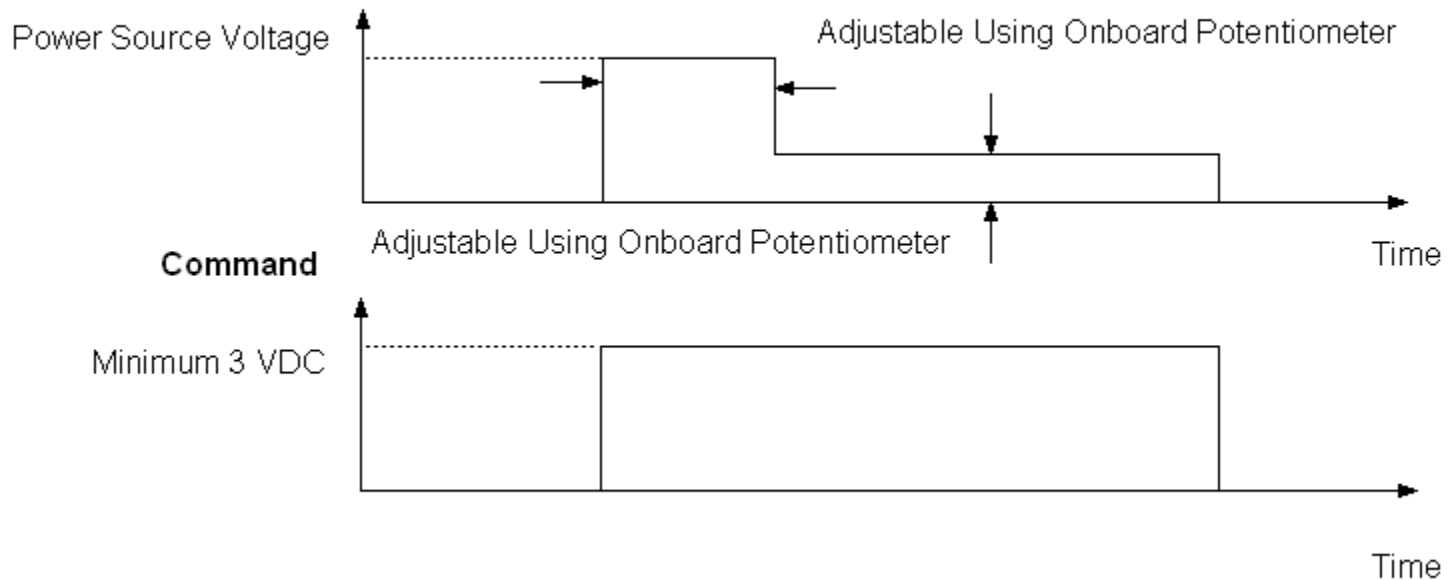 Power Source Voltage
Adjustable Using Onboard Potentiometer
Adjustable Using Onboard Potentiometer
Time
Command
Minimum 3 VDC
Time